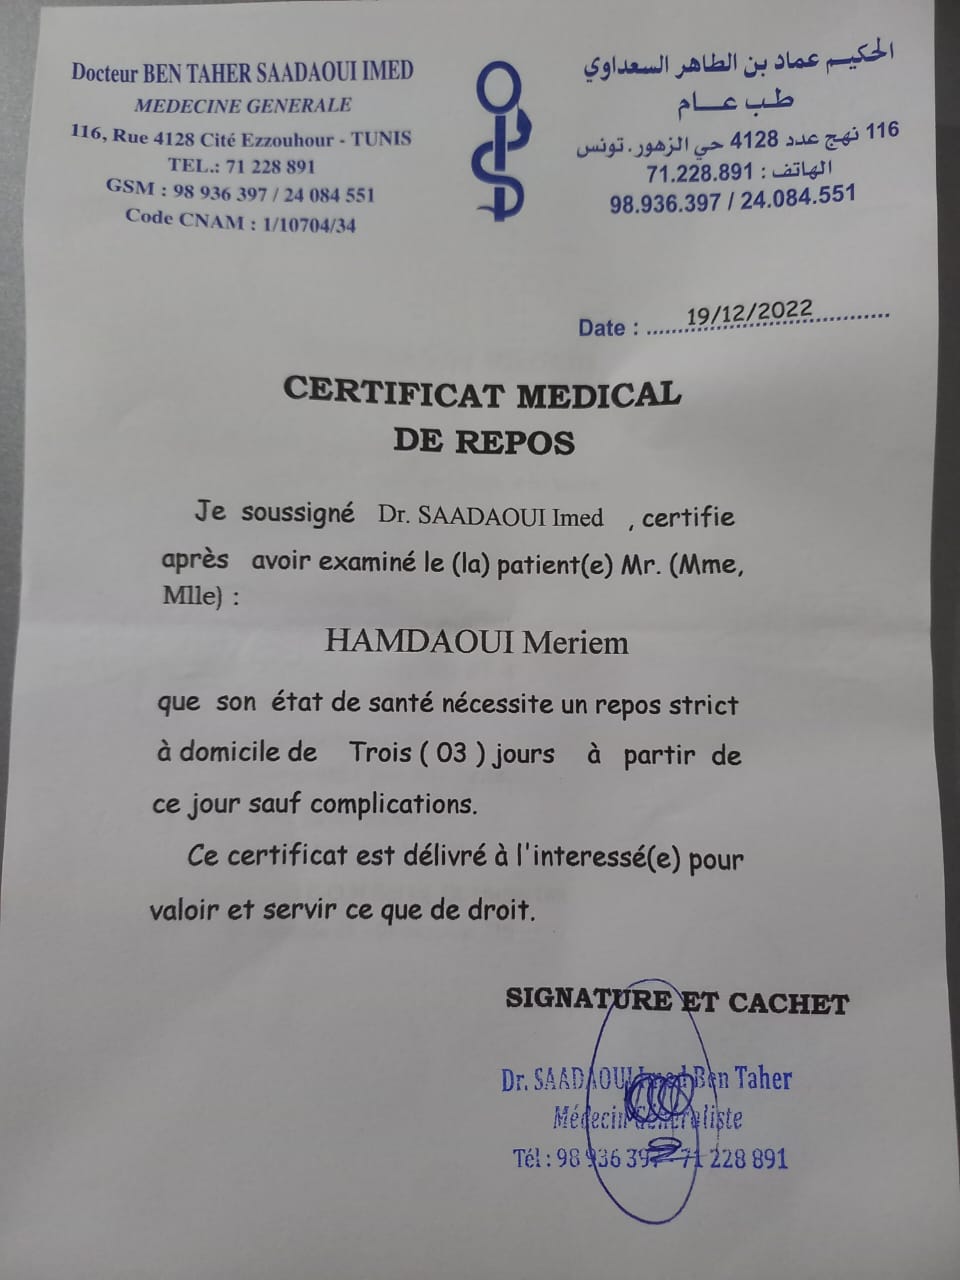 Docteur BEN TAHER SAADAOUI IMED
MEDECINE GENERALE
116, Rue 4128 Cité Ezzouhour - TUNIS
TEL.: 71 228 891
GSM : 98 936 397 / 24 084 551
Code CNAM : 1/10704/34
الحكيم عماد بن الطاهر السعداوي
طب عام
116 نهج عدد 4128 حي الزهور. تونس
الهاتف : 71.228.891
98.936.397 / 24.084.551
Date : 19/12/2022
CERTIFICAT MEDICAL
DE REPOS
Je soussigné Dr. SAADAOUI Imed , certifie
après avoir examiné le (la) patient(e) Mr. (Mme,
Mlle) :
HAMDAOUI Meriem
que son état de santé nécessite un repos strict
à domicile de Trois ( 03 ) jours à partir de
ce jour sauf complications.
Ce certificat est délivré à l'interessé(e) pour
valoir et servir ce que de droit.
SIGNATURE ET CACHET
Dr. SAADAOUI Imed Ben Taher
Médecin Généraliste
Tél : 98 936 397 - 71 228 891